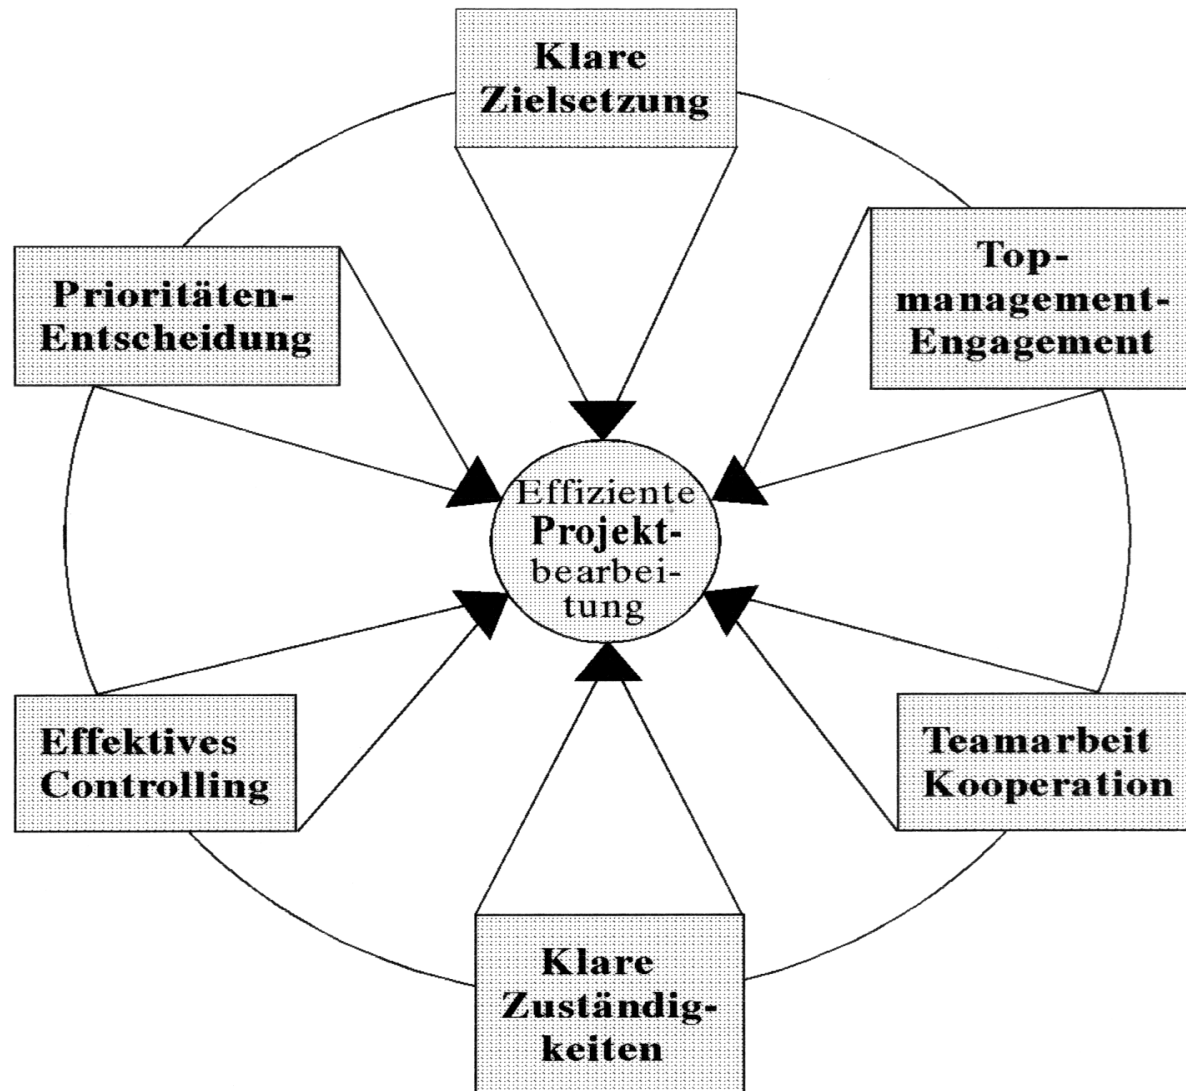 Klare
Zielsetzung
Top-
management-
Engagement
Prioritäten-
Entscheidung
Effiziente
Projekt-
bearbei-
tung
Effektives
Controlling
Teamarbeit
Kooperation
Klare
Zuständig-
keiten